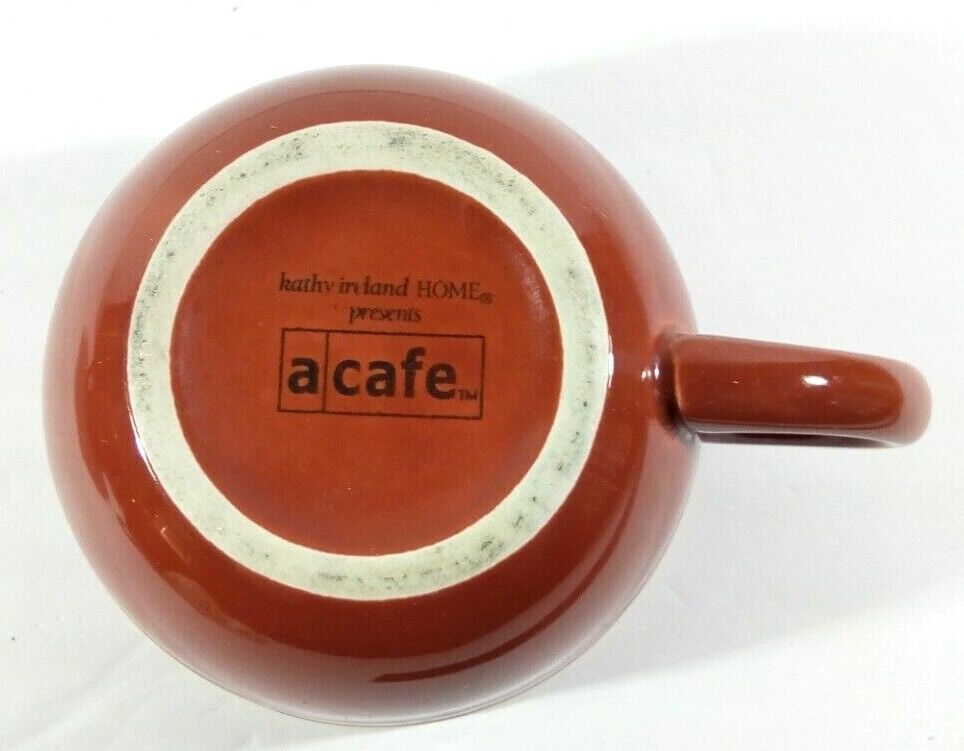 kathy ireland HOME®
presents
a cafe™